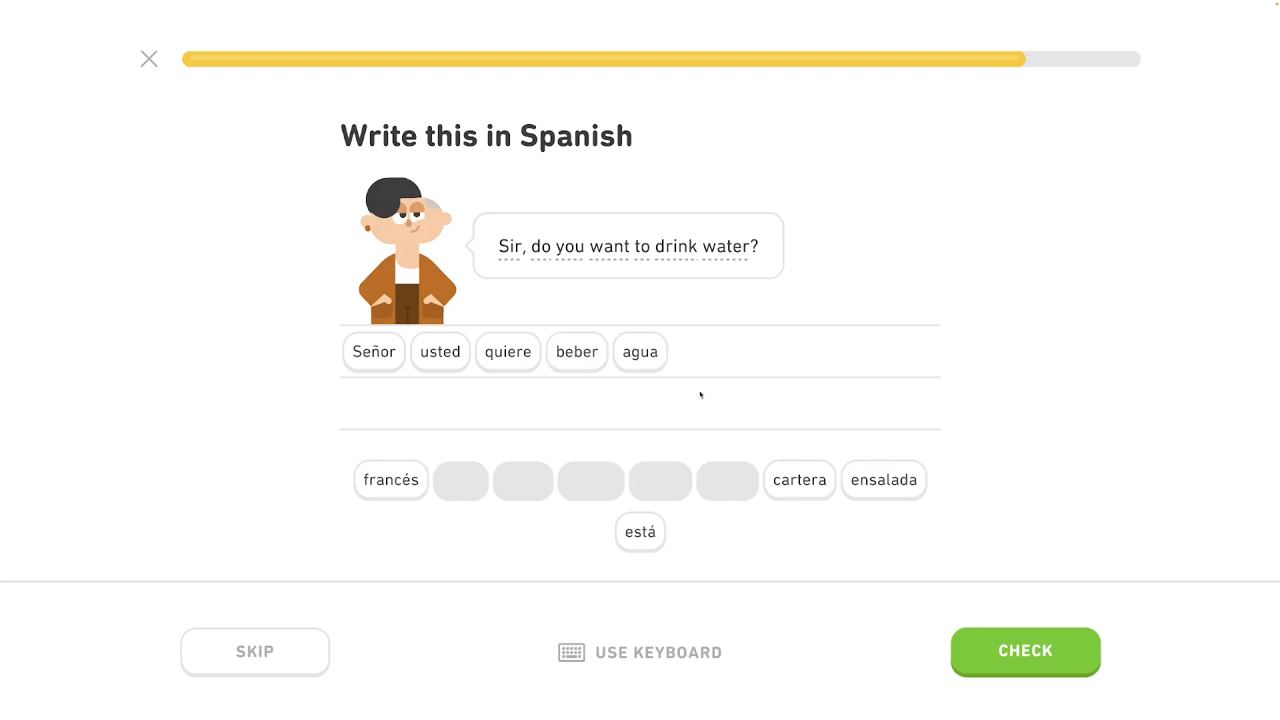 Write this in Spanish
Sir, do you want to drink water?
Señor usted quiere beber agua
francés cartera ensalada
está
SKIP USE KEYBOARD CHECK